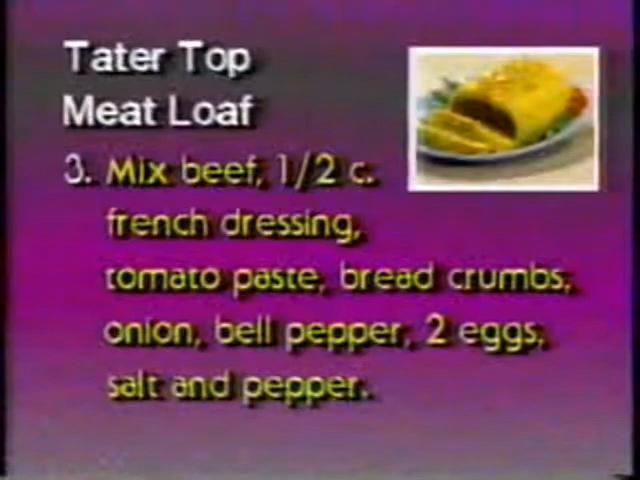 Tater Top
Meat Loaf
3. Mix beef, 1/2 c.
french dressing,
tomato paste, bread crumbs,
onion, bell pepper, 2 eggs,
salt and pepper.